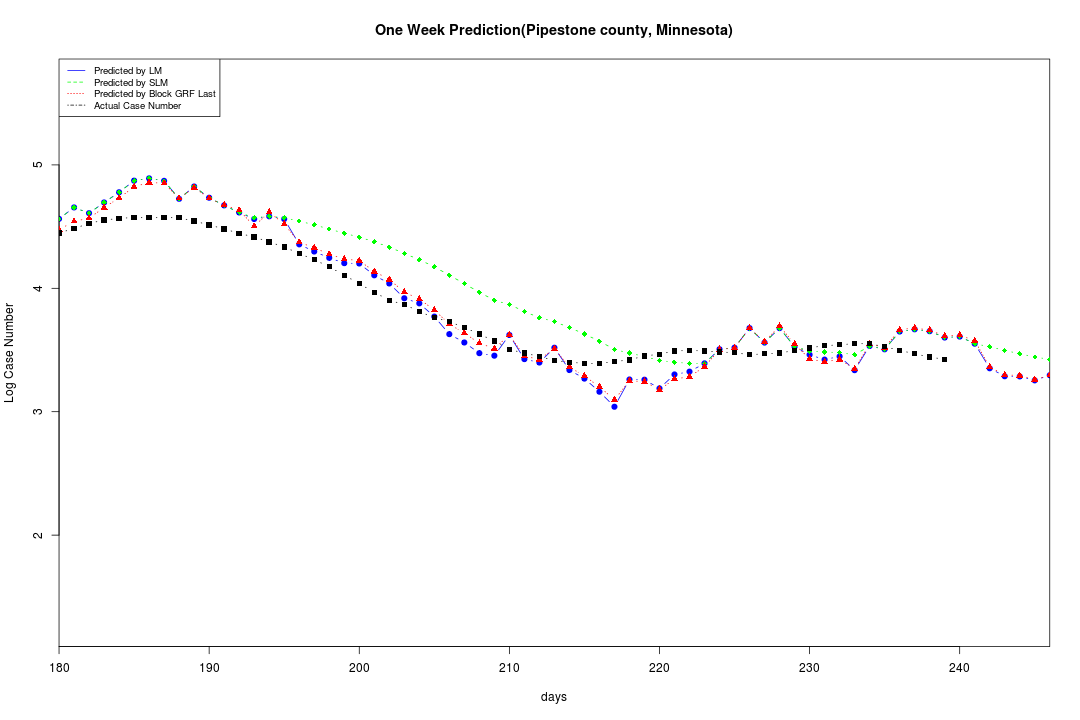 One Week Prediction(Pipestone county, Minnesota)
Predicted by LM
Predicted by SLM
Predicted by Block GRF Last
Actual Case Number
5
4
3
2
Log Case Number
180 190 200 210 220 230 240
days